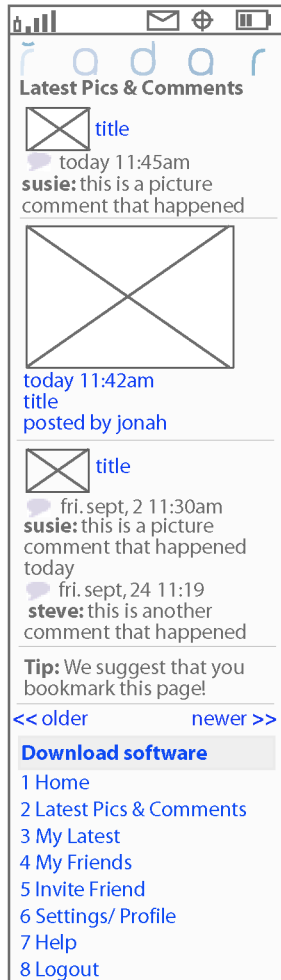 ř a d a r
Latest Pics & Comments
title
today 11:45am
susie: this is a picture
comment that happened
today 11:42am
title
posted by jonah
title
fri. sept, 2 11:30am
susie: this is a picture
comment that happened
today
fri. sept, 24 11:19
steve: this is another
comment that happened
Tip: We suggest that you
bookmark this page!
<< older newer >>
Download software
1 Home
2 Latest Pics & Comments
3 My Latest
4 My Friends
5 Invite Friend
6 Settings/ Profile
7 Help
8 Logout